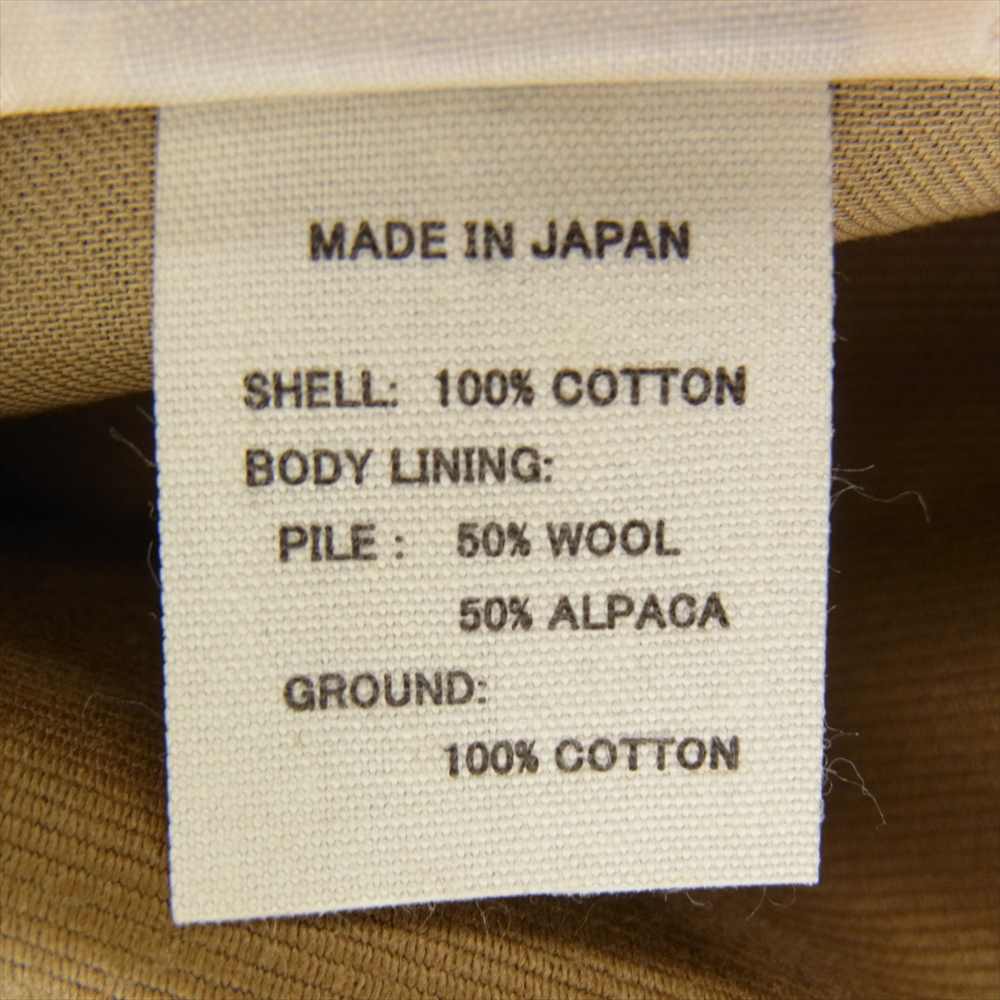 MADE IN JAPAN
SHELL: 100% COTTON
BODY LINING:
PILE : 50% WOOL
50% ALPACA
GROUND:
100% COTTON